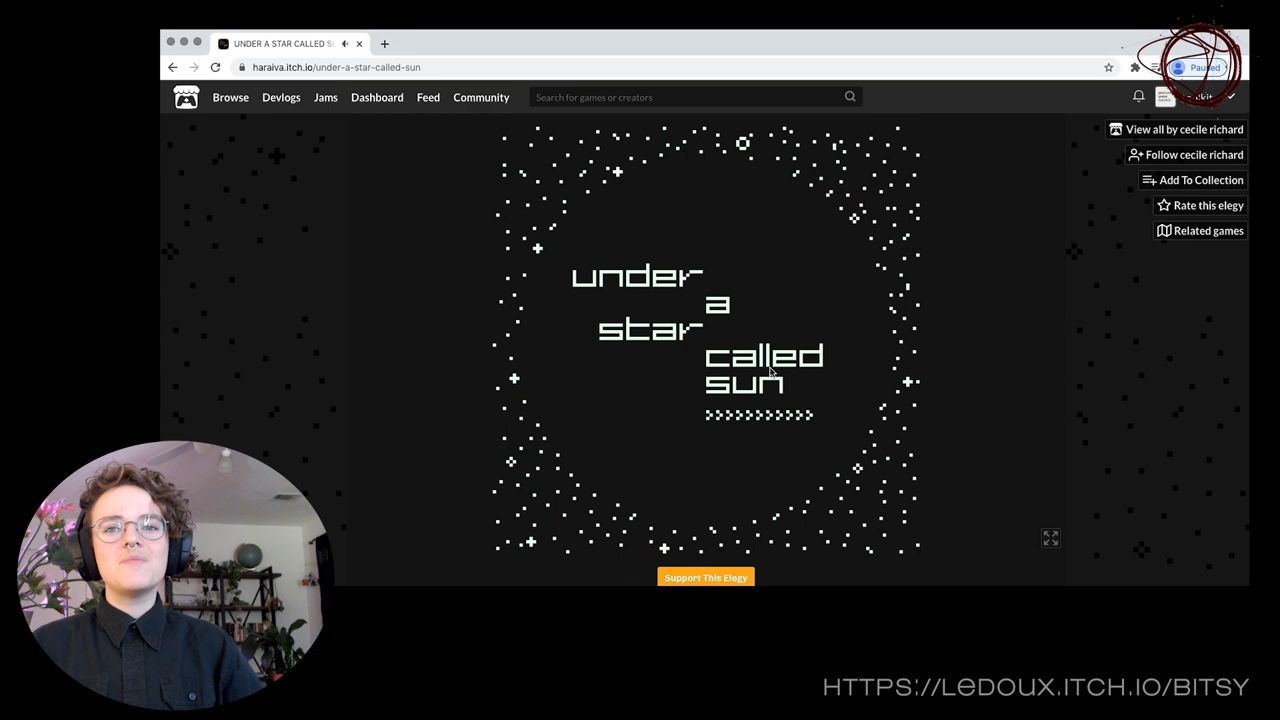 UNDER A STAR CALLED SU
haraiva.itch.io/under-a-star-called-sun
Paused
Browse Devlogs Jams Dashboard Feed Community
Search for games or creators
View all by cecile richard
Follow cecile richard
Add To Collection
Rate this elegy
Related games
under
a
star
called
sun
>>>>>>>>>>>
Support This Elegy
HTTPS://LEDOUX.ITCH.IO/BITSY